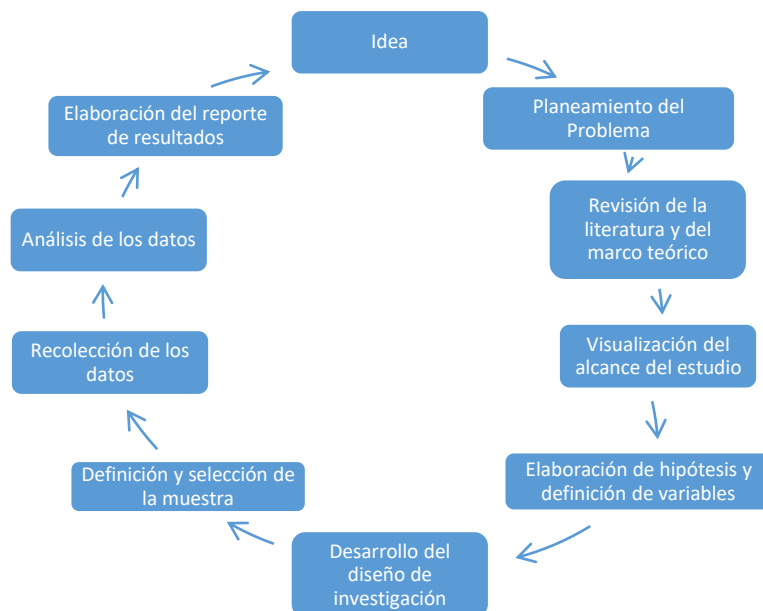 Idea
Planeamiento del
Problema
Revisión de la
literatura y del
marco teórico
Visualización del
alcance del estudio
Elaboración de hipótesis y
definición de variables
Desarrollo del
diseño de
investigación
Definición y selección de
la muestra
Recolección de los
datos
Análisis de los datos
Elaboración del reporte
de resultados